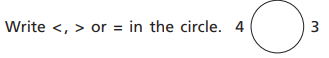 Write <, > or = in the circle. 4 3